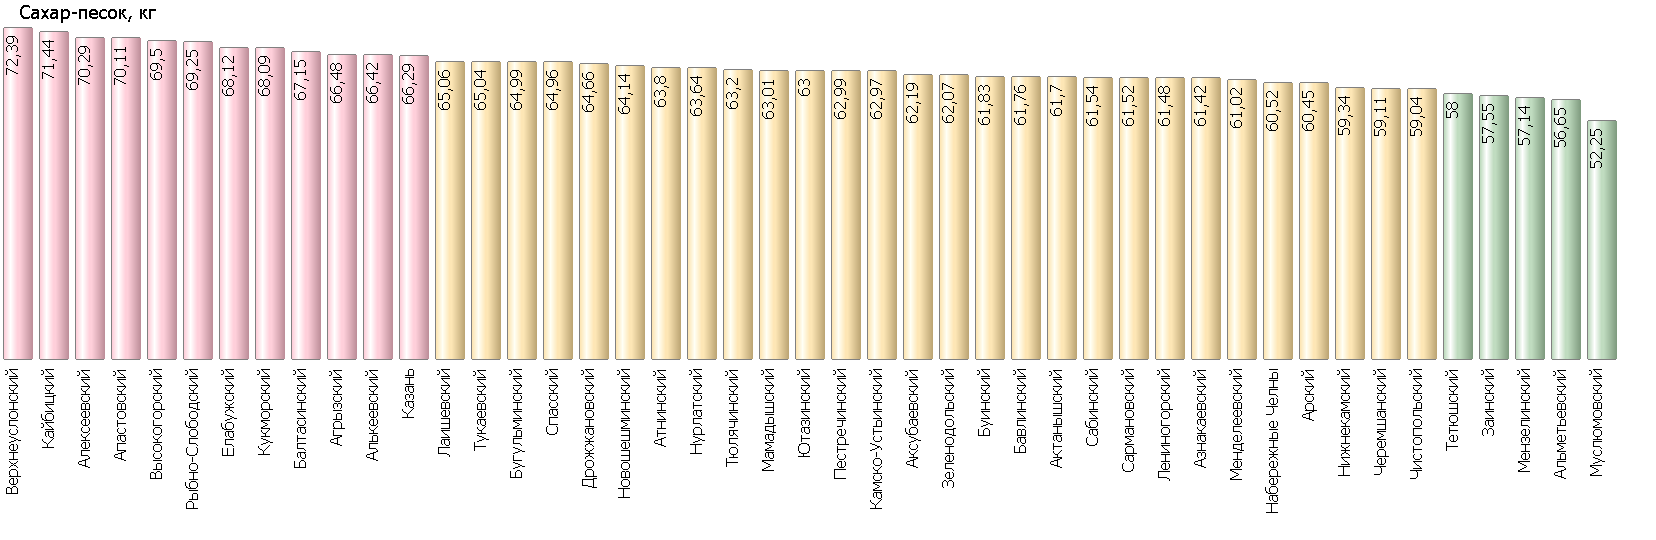 Сахар-песок, кг
72,39
71,44
70,29
70,11
69,5
69,25
68,12
68,09
67,15
66,48
66,42
66,29
65,06
65,04
64,99
64,96
64,66
64,14
63,8
63,64
63,2
63,01
63
62,99
62,97
62,19
62,07
61,83
61,76
61,7
61,54
61,52
61,48
61,42
61,02
60,52
60,45
59,34
59,11
59,04
58
57,55
57,14
56,65
52,25
Верхнеуслонский
Кайбицкий
Алексеевский
Апастовский
Высокогорский
Рыбно-Слободский
Елабужский
Кукморский
Балтасинский
Агрызский
Алькеевский
Казань
Лаишевский
Тукаевский
Бугульминский
Спасский
Дрожжановский
Новошешминский
Атнинский
Нурлатский
Тюлячинский
Мамадышский
Ютазинский
Пестречинский
Камско-Устьинский
Аксубаевский
Зеленодольский
Буинский
Бавлинский
Актанышский
Сабинский
Сармановский
Лениногорский
Азнакаевский
Менделеевский
Набережные Челны
Арский
Нижнекамский
Черемшанский
Чистопольский
Тетюшский
Заинский
Мензелинский
Альметьевский
Муслюмовский